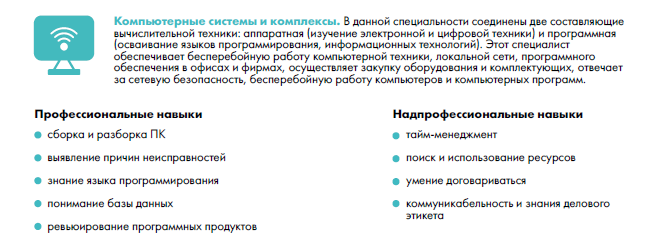 Компьютерные системы и комплексы. В данной специальности соединены две составляющие
вычислительной техники: аппаратная (изучение электронной и цифровой техники) и программная
(осваивание языков программирования, информационных технологий). Этот специалист
обеспечивает бесперебойную работу компьютерной техники, локальной сети, программного
обеспечения в офисах и фирмах, осуществляет закупку оборудования и комплектующих, отвечает
за сетевую безопасность, бесперебойную работу компьютеров и компьютерных программ.
Профессиональные навыки
сборка и разборка ПК
выявление причин неисправностей
знание языка программирования
понимание базы данных
ревьюирование программных продуктов
Надпрофессиональные навыки
тайм-менеджмент
поиск и использование ресурсов
умение договариваться
коммуникабельность и знания делового
этикета